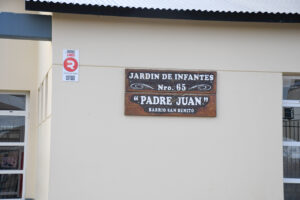 JARDIN DE INFANTES
Nro. 65
“PADRE JUAN”
BARRIO SAN BENITO